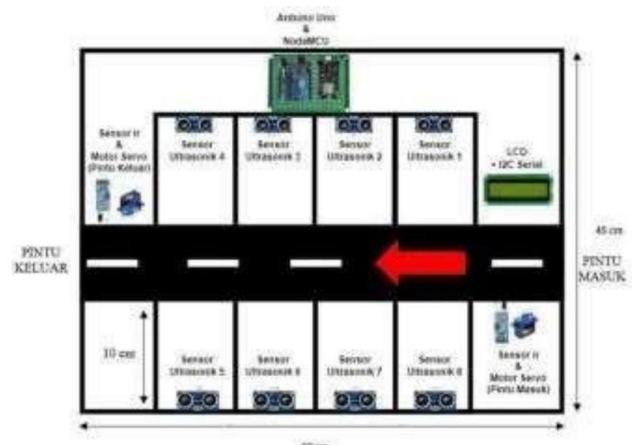 Arduino Uno
&
NodeMCU
Sensor ir
&
Motor Servo
(Pintu Keluar)
Sensor
Ultrasonik 4
Sensor
Ultrasonik 3
Sensor
Ultrasonik 2
Sensor
Ultrasonik 1
LCD
+ I2C Serial
45 cm
PINTU
KELUAR
PINTU
MASUK
10 cm
Sensor
Ultrasonik 5
Sensor
Ultrasonik 6
Sensor
Ultrasonik 7
Sensor
Ultrasonik 8
Sensor ir
&
Motor Servo
(Pintu Masuk)